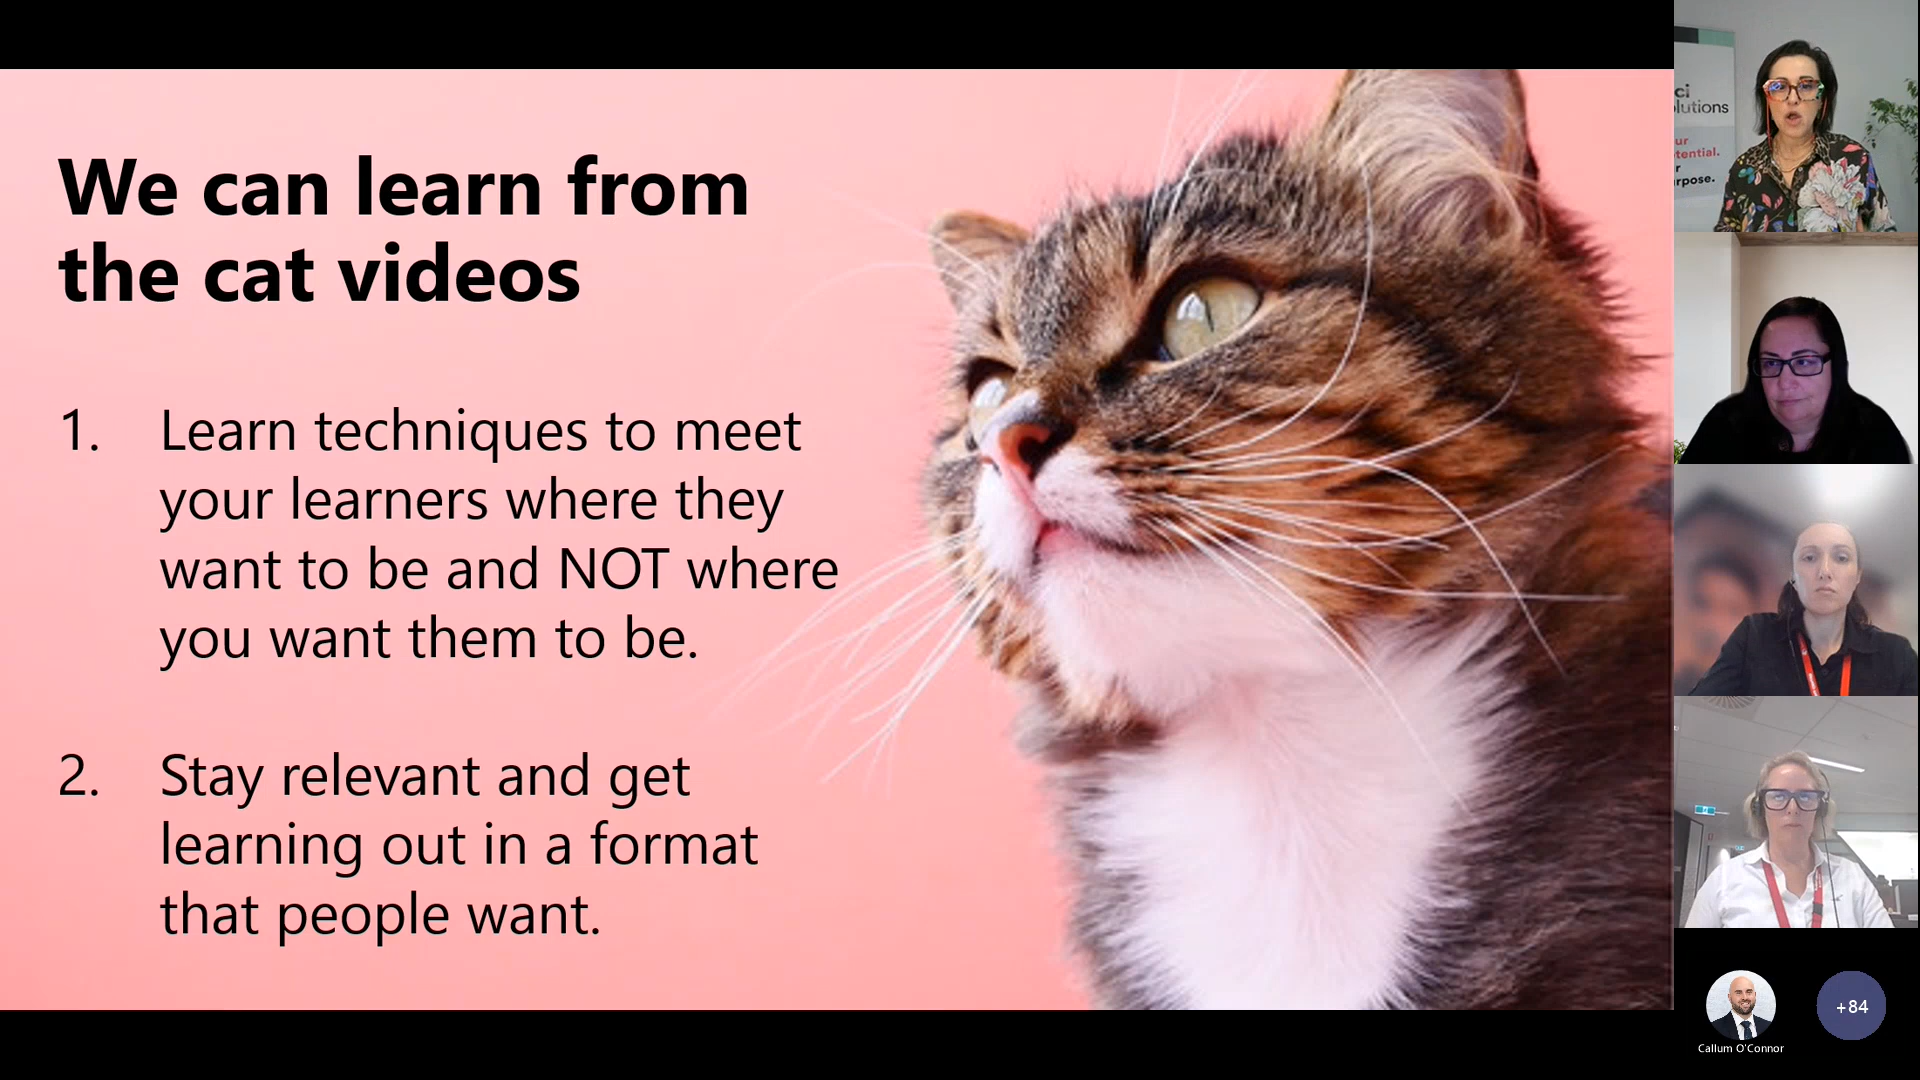 We can learn from
the cat videos
1. Learn techniques to meet
your learners where they
want to be and NOT where
you want them to be.
2. Stay relevant and get
learning out in a format
that people want.
ci
lutions
ur
tential.
r
rpose.
Callum O'Connor
+84